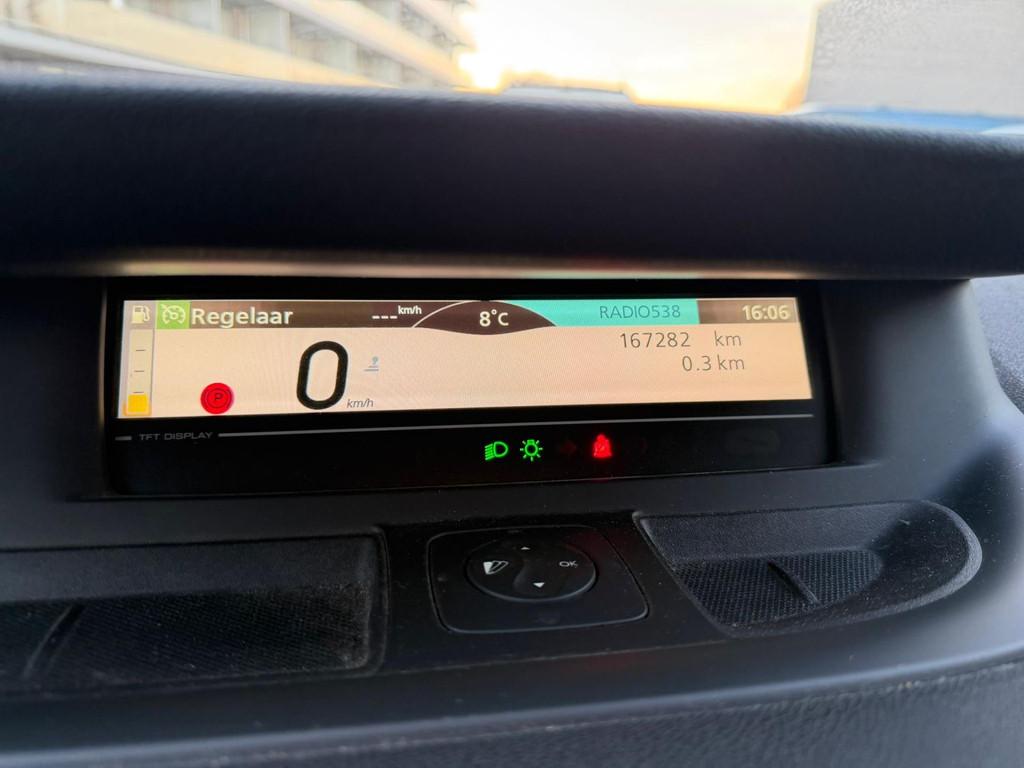 Regelaar --- km/h 8°C RADIO538 16:06
167282 km
0.3 km
0 km/h
P
TFT DISPLAY
OK